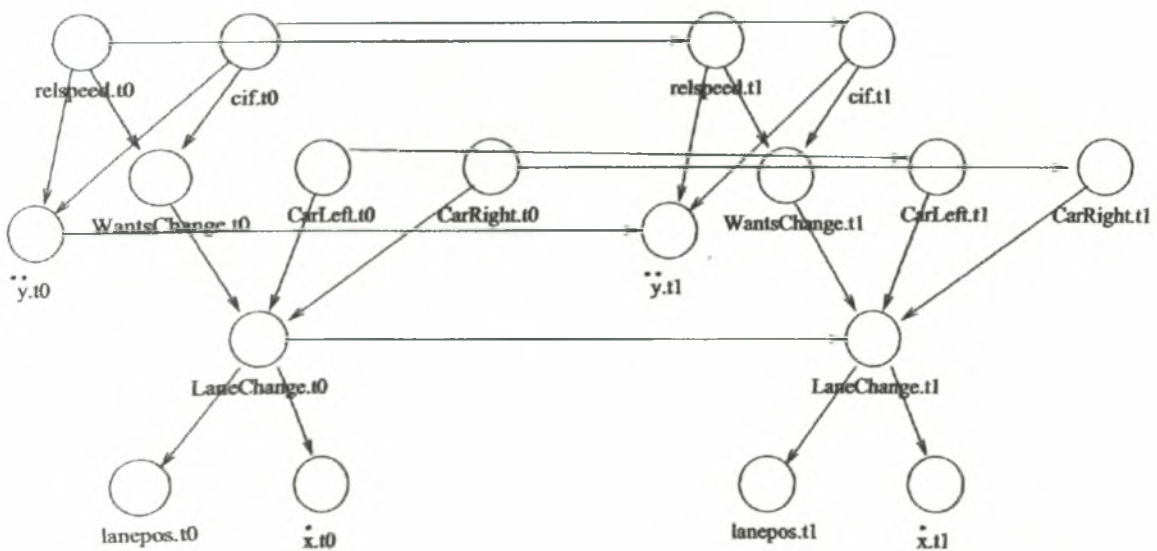 relspeed.t0
cif.t0
relspeed.t1
cif.t1
WantsChange.t0
CarLeft.t0
CarRight.t0
WantsChange.t1
CarLeft.t1
CarRight.t1
ÿ.t0
ÿ.t1
LaneChange.t0
LaneChange.t1
lanepos.t0
ẋ.t0
lanepos.t1
ẋ.t1